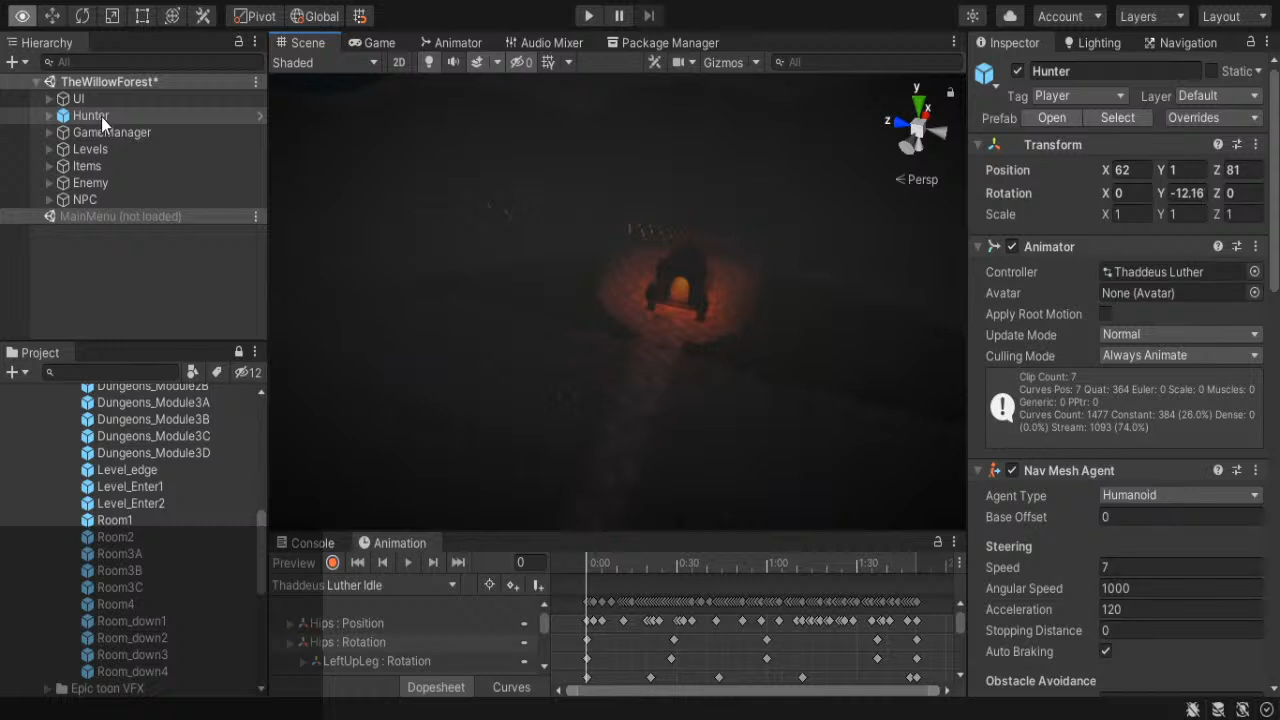 Pivot Global Account Layers Layout
Hierarchy
All
TheWillowForest*
UI
Hunter
GameManager
Levels
Items
Enemy
NPC
MainMenu (not loaded)
Project
12
Dungeons_Module2B
Dungeons_Module3A
Dungeons_Module3B
Dungeons_Module3C
Dungeons_Module3D
Level_edge
Level_Enter1
Level_Enter2
Room1
Room2
Room3A
Room3B
Room3C
Room4
Room_down1
Room_down2
Room_down3
Room_down4
Epic toon VFX
Scene Game Animator Audio Mixer Package Manager
Shaded 2D 0 Gizmos All
y
x
z
Persp
Console Animation
Preview 0 0:00 0:30 1:00 1:30
Thaddeus Luther Idle
Hips : Position
Hips : Rotation
LeftUpLeg : Rotation
Dopesheet Curves
Inspector Lighting Navigation
Hunter Static
Tag Player Layer Default
Prefab Open Select Overrides
Transform
Position X 62 Y 1 Z 81
Rotation X 0 Y -12.16 Z 0
Scale X 1 Y 1 Z 1
Animator
Controller Thaddeus Luther
Avatar None (Avatar)
Apply Root Motion
Update Mode Normal
Culling Mode Always Animate
Clip Count: 7
Curves Pos: 7 Quat: 364 Euler: 0 Scale: 0 Muscles: 0
Generic: 0 PPtr: 0
Curves Count: 1477 Constant: 384 (26.0%) Dense: 0
(0.0%) Stream: 1093 (74.0%)
Nav Mesh Agent
Agent Type Humanoid
Base Offset 0
Steering
Speed 7
Angular Speed 1000
Acceleration 120
Stopping Distance 0
Auto Braking
Obstacle Avoidance